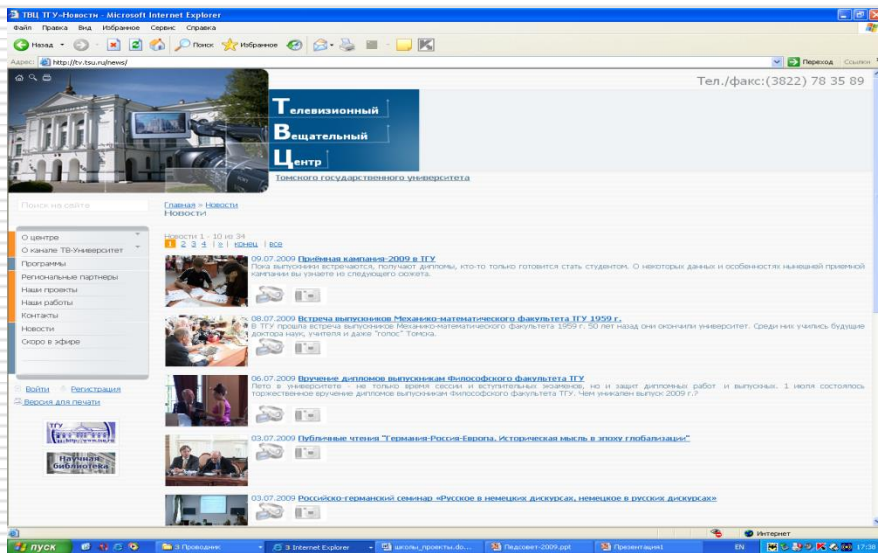 ТВЦ ТГУ-Новости - Microsoft Internet Explorer
Файл Правка Вид Избранное Сервис Справка
Назад Поиск Избранное
Адрес: http://tv.tsu.ru/news/ Переход Ссылки
Тел./факс:(3822) 78 35 89
Телевизионный
Вещательный
Центр
Томского государственного университета
Поиск на сайте
Главная > Новости
Новости
О центре
О канале ТВ-Университет
Программы
Региональные партнеры
Наши проекты
Наши работы
Контакты
Новости
Скоро в эфире
Войти Регистрация
Версия для печати
ТГУ
Научная
библиотека
Новости 1 - 10 из 34
1 2 3 4 | > | конец | все
09.07.2009 Приёмная кампания-2009 в ТГУ
Пока выпускники встречаются, получают дипломы, кто-то только готовится стать студентом. О некоторых данных и особенностях нынешней приемной
кампании вы узнаете из следующего сюжета.
08.07.2009 Встреча выпускников Механико-математического факультета ТГУ 1959 г.
В ТГУ прошла встреча выпускников Механико-математического факультета 1959 г. 50 лет назад они окончили университет. Среди них учились будущие
доктора наук, учителя и даже "голос" Томска.
06.07.2009 Вручение дипломов выпускникам Философского факультета ТГУ
Лето в университете - не только время сессии и вступительных экзаменов, но и защит дипломных работ и выпускных. 1 июля состоялось
торжественное вручение дипломов выпускникам Философского факультета ТГУ. Чем уникален выпуск 2009 г.?
03.07.2009 Публичные чтения "Германия-Россия-Европа. Историческая мысль в эпоху глобализации"
03.07.2009 Российско-германский семинар «Русское в немецких дискурсах, немецкое в русских дискурсах»
Интернет
пуск 3 Проводник 3 Internet Explorer школы_проекты.do... Педсовет-2009.ppt Презентация1 EN 17:38